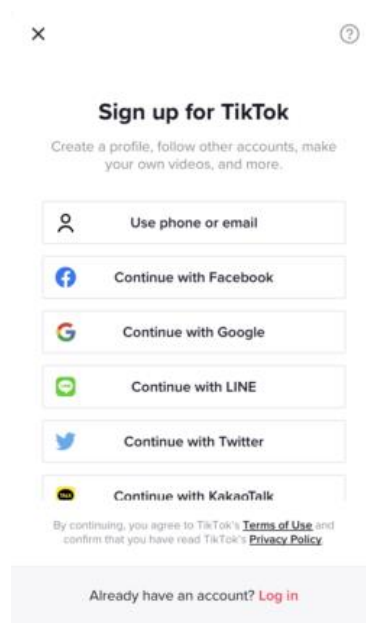 Sign up for TikTok
Create a profile, follow other accounts, make
your own videos, and more.
Use phone or email
Continue with Facebook
Continue with Google
Continue with LINE
Continue with Twitter
Continue with KakaoTalk
By continuing, you agree to TikTok's Terms of Use and
confirm that you have read TikTok's Privacy Policy.
Already have an account? Log in